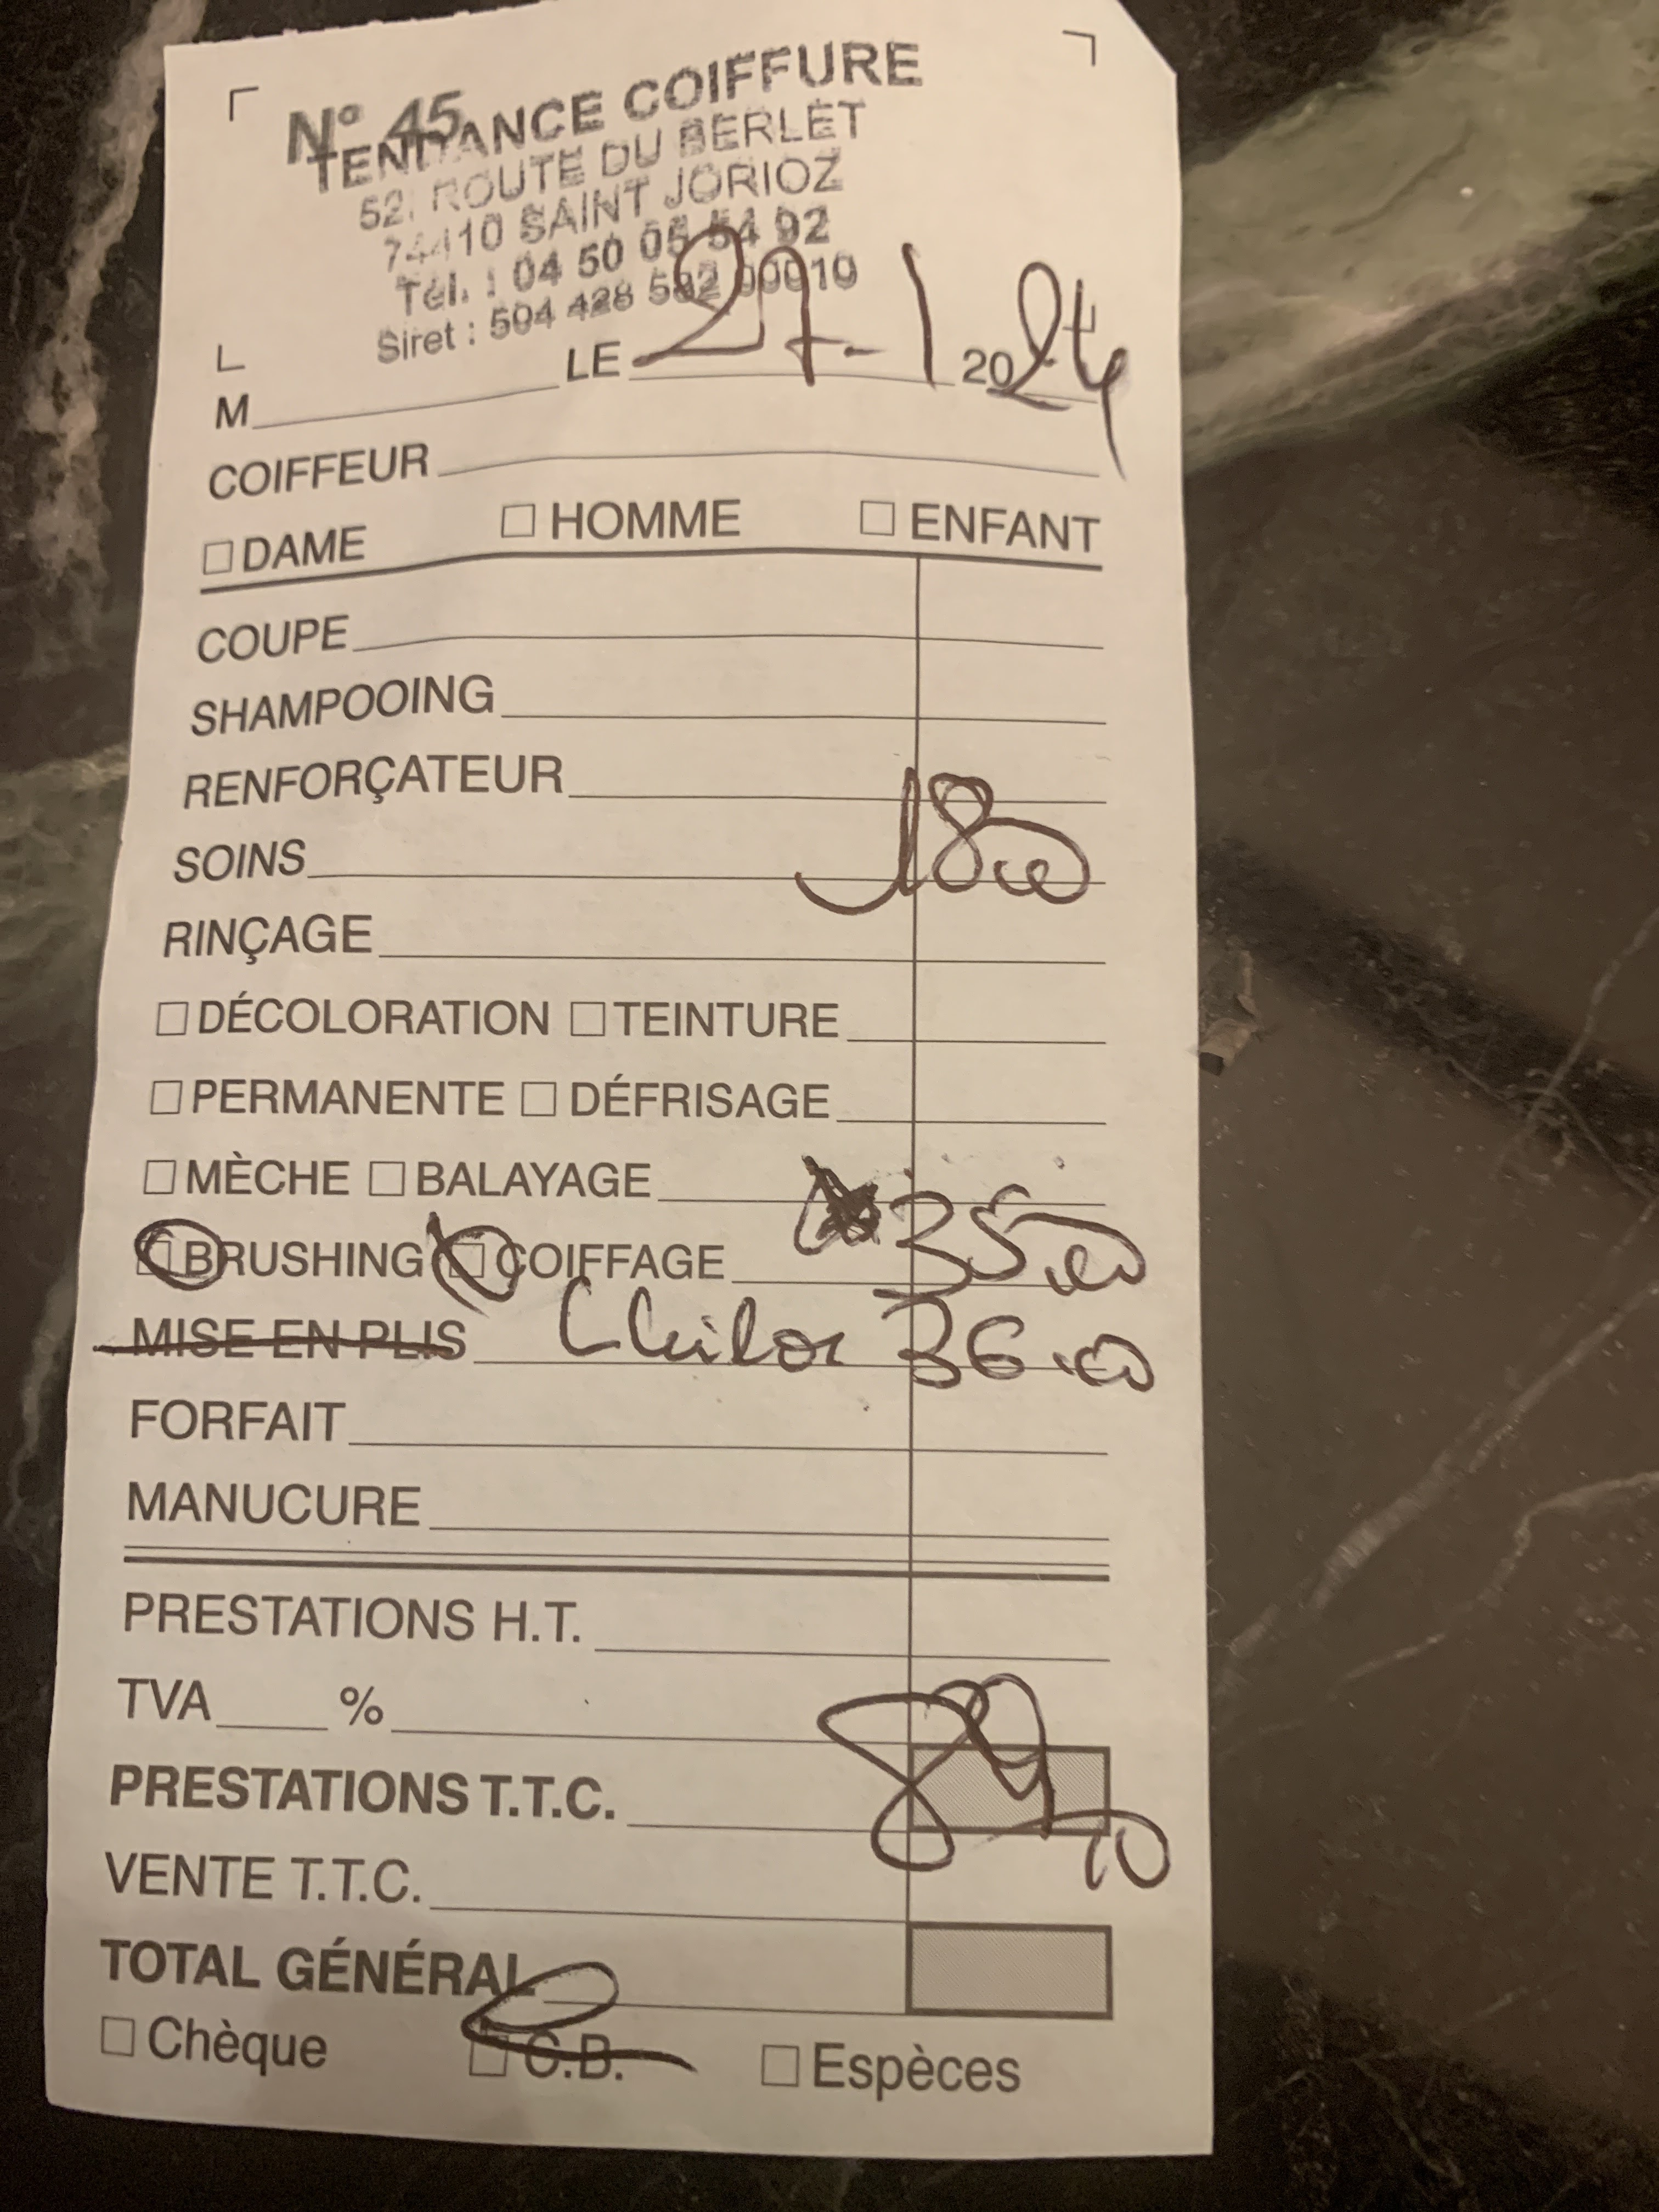 N° 45
TENDANCE COIFFURE
52, ROUTE DU BERLET
74410 SAINT JORIOZ
Tél. : 04 50 05 54 92
Siret : 504 428 592 00010
LE 27-1 2024
M
COIFFEUR
□ DAME □ HOMME □ ENFANT
COUPE
SHAMPOOING
RENFORÇATEUR
SOINS 18 00
RINÇAGE
□ DÉCOLORATION □ TEINTURE
□ PERMANENTE □ DÉFRISAGE
□ MÈCHE □ BALAYAGE
□ BRUSHING □ COIFFAGE 35.00
MISE EN PLIS 36.00
FORFAIT
MANUCURE
PRESTATIONS H.T.
TVA %
PRESTATIONS T.T.C. 89
VENTE T.T.C.
TOTAL GÉNÉRAL
□ Chèque □ C.B. □ Espèces